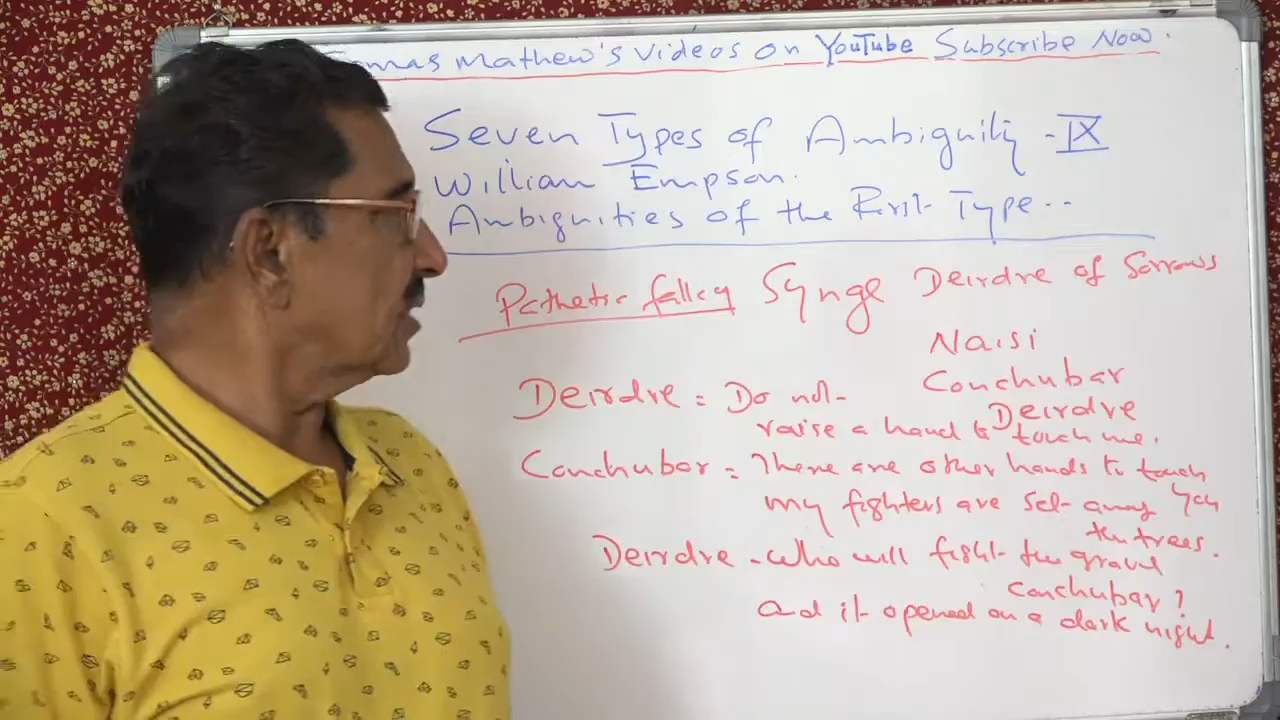 omas Mathew's Videos on YouTube Subscribe Now.
Seven Types of Ambiguity - IX
William Empson.
Ambiguities of the First Type..
Pathetic fallacy Synge Deirdre of Sorrows
Naisi
Conchubar
Deirdre
Deirdre = Do not
raise a hand to touch me.
Conchubar = There are other hands to touch
you
my fighters are set away
the trees.
Deirdre - Who will fight the grave
Conchubar?
And it opened on a dark night.